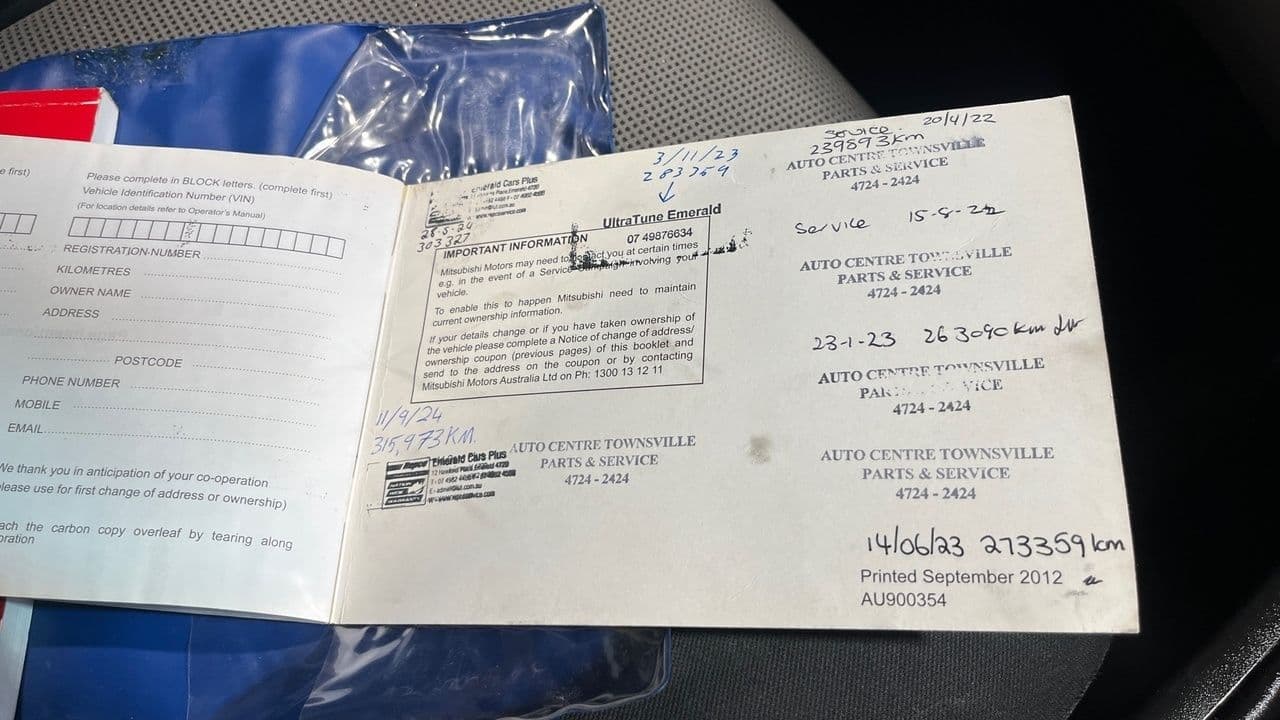 e first)
Please complete in BLOCK letters. (complete first)
Vehicle Identification Number (VIN)
(For location details refer to Operator's Manual)
REGISTRATION NUMBER
KILOMETRES
OWNER NAME
ADDRESS
POSTCODE
PHONE NUMBER
MOBILE
EMAIL
We thank you in anticipation of your co-operation
lease use for first change of address or ownership)
ach the carbon copy overleaf by tearing along
oration
Emerald Cars Plus
28-5-24
303327
3/11/23
283759
UltraTune Emerald
07 49876634
IMPORTANT INFORMATION
Mitsubishi Motors may need to contact you at certain times
e.g. in the event of a Service Campaign involving your
vehicle.
To enable this to happen Mitsubishi need to maintain
current ownership information.
If your details change or if you have taken ownership of
the vehicle please complete a Notice of change of address/
ownership coupon (previous pages) of this booklet and
send to the address on the coupon or by contacting
Mitsubishi Motors Australia Ltd on Ph: 1300 13 12 11
11/9/24
315,973KM.
Repco
Emerald Cars Plus
AUTO CENTRE TOWNSVILLE
PARTS & SERVICE
4724-2424
Service 20/4/22
239893km
AUTO CENTRE TOWNSVILLE
PARTS & SERVICE
4724-2424
Service 15-8-22
AUTO CENTRE TOWNSVILLE
PARTS & SERVICE
4724-2424
23-1-23 263090km
AUTO CENTRE TOWNSVILLE
PARTS & SERVICE
4724-2424
AUTO CENTRE TOWNSVILLE
PARTS & SERVICE
4724-2424
14/06/23 273359km
Printed September 2012
AU900354